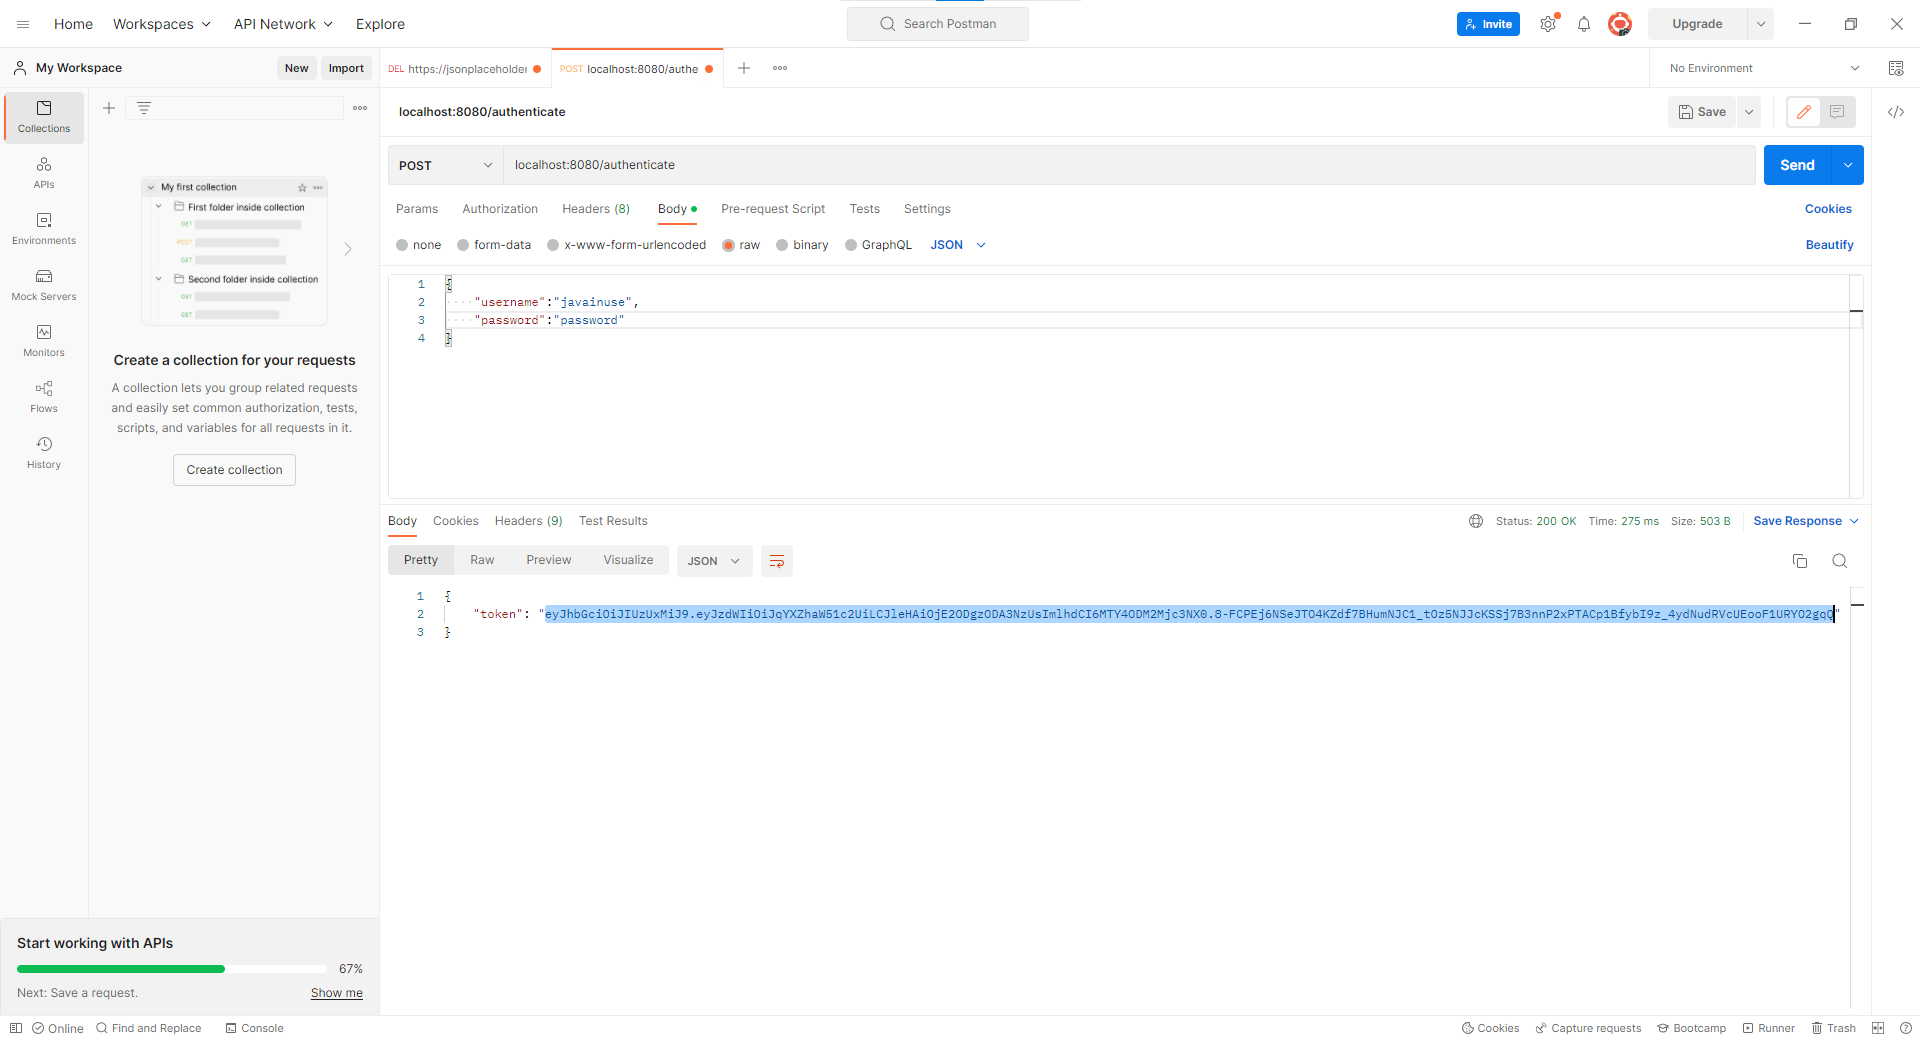 Home Workspaces API Network Explore Search Postman Invite Upgrade
My Workspace New Import
DEL https://jsonplaceholder POST localhost:8080/authe No Environment
Collections
APIs
Environments
Mock Servers
Monitors
Flows
History
My first collection
First folder inside collection
GET
POST
GET
Second folder inside collection
GET
GET
Create a collection for your requests
A collection lets you group related requests
and easily set common authorization, tests,
scripts, and variables for all requests in it.
Create collection
Start working with APIs
67%
Next: Save a request. Show me
localhost:8080/authenticate Save
POST localhost:8080/authenticate Send
Params Authorization Headers (8) Body Pre-request Script Tests Settings Cookies
none form-data x-www-form-urlencoded raw binary GraphQL JSON Beautify
1 {
2 "username":"javainuse",
3 "password":"password"
4 }
Body Cookies Headers (9) Test Results Status: 200 OK Time: 275 ms Size: 503 B Save Response
Pretty Raw Preview Visualize JSON
1 {
2 "token": "eyJhbGciOiJIUzUxMiJ9.eyJzdWIiOiJqYXZhaW51c2UiLCJleHAiOjE2ODgzODA3NzUsImlhdCI6MTY4ODM2Mjc3NX0.8-FCPEj6NSeJTO4KZdf7BHumNJC1_tOz5NJJcKSSj7B3nnP2xPTACp1BfybI9z_4ydNudRVcUEooF1URYO2gqQ"
3 }
Online Find and Replace Console Cookies Capture requests Bootcamp Runner Trash